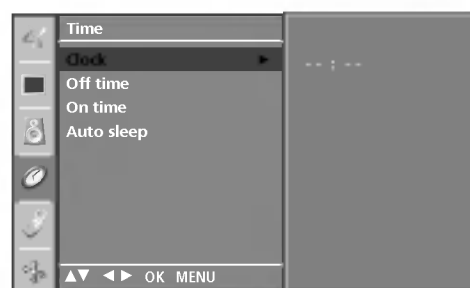 Time
Clock
-- : --
Off time
On time
Auto sleep
OK MENU